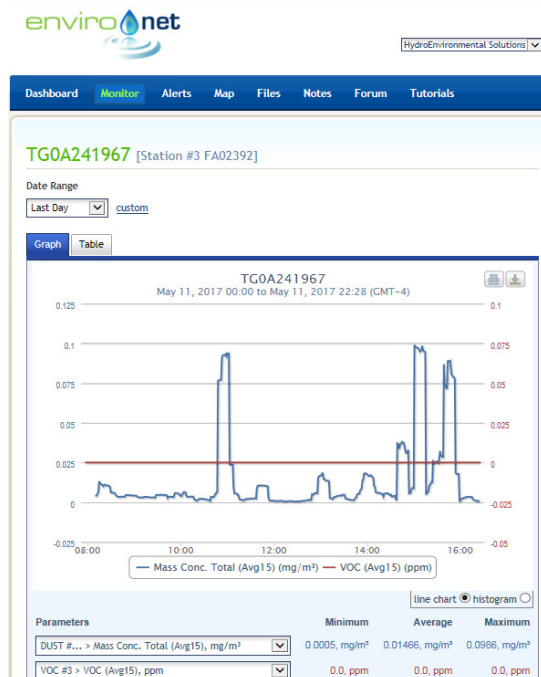 enviro net
HydroEnvironmental Solutions
Dashboard Monitor Alerts Map Files Notes Forum Tutorials
TG0A241967 [Station #3 FA02392]
Date Range
Last Day custom
Graph Table
TG0A241967
May 11, 2017 00:00 to May 11, 2017 22:28 (GMT-4)
0.125 0.1
0.1 0.075
0.075 0.05
0.05 0.025
0.025 0
0 -0.025
-0.025 -0.05
08:00 10:00 12:00 14:00 16:00
Mass Conc. Total (Avg15) (mg/m³) VOC (Avg15) (ppm)
line chart histogram
Parameters Minimum Average Maximum
DUST #... > Mass Conc. Total (Avg15), mg/m³ 0.0005, mg/m³ 0.01466, mg/m³ 0.0986, mg/m³
VOC #3 > VOC (Avg15), ppm 0.0, ppm 0.0, ppm 0.0, ppm